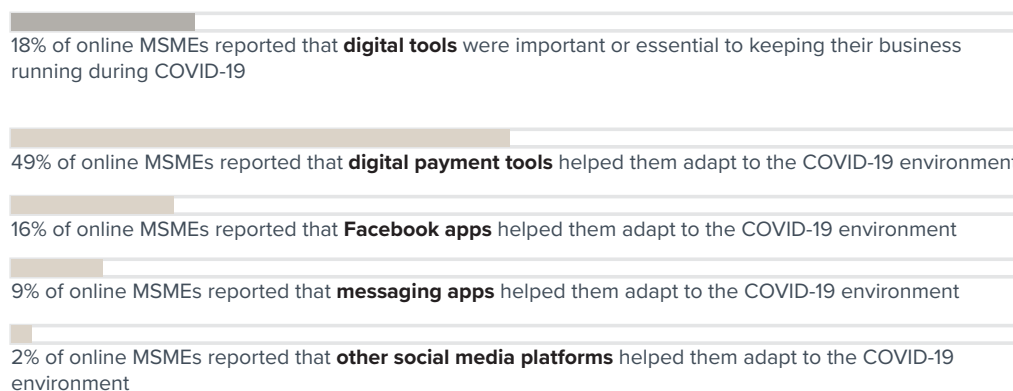 18% of online MSMEs reported that digital tools were important or essential to keeping their business
running during COVID-19
49% of online MSMEs reported that digital payment tools helped them adapt to the COVID-19 environment
16% of online MSMEs reported that Facebook apps helped them adapt to the COVID-19 environment
9% of online MSMEs reported that messaging apps helped them adapt to the COVID-19 environment
2% of online MSMEs reported that other social media platforms helped them adapt to the COVID-19
environment